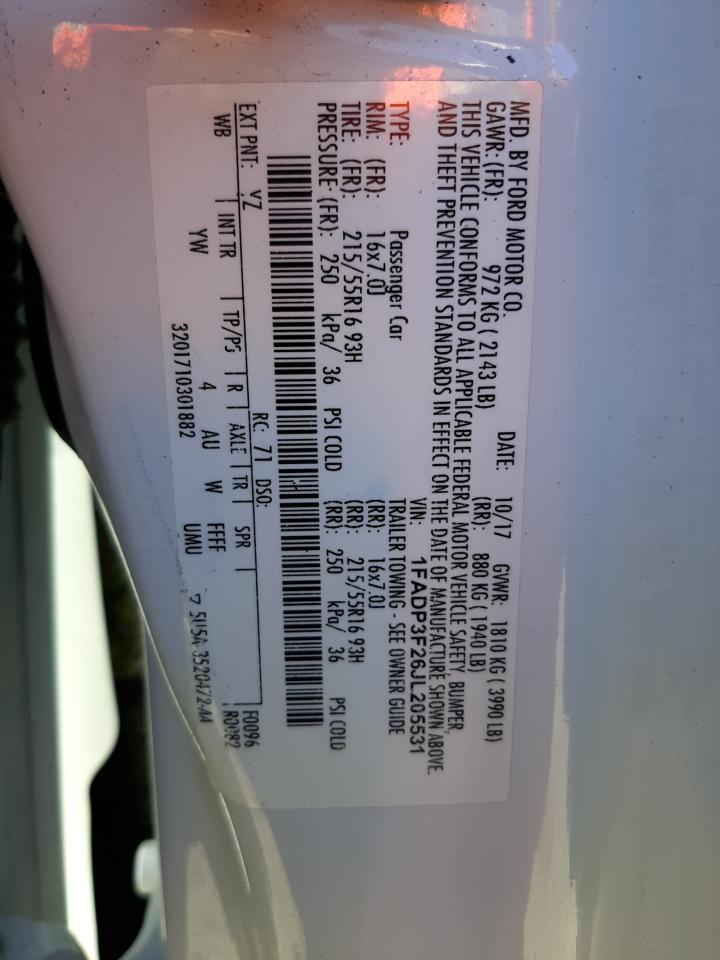 MFD. BY FORD MOTOR CO. DATE: 10/17 GVWR: 1810 KG ( 3990 LB)
GAWR: (FR): 972 KG ( 2143 LB) (RR): 880 KG ( 1940 LB)
THIS VEHICLE CONFORMS TO ALL APPLICABLE FEDERAL MOTOR VEHICLE SAFETY, BUMPER,
AND THEFT PREVENTION STANDARDS IN EFFECT ON THE DATE OF MANUFACTURE SHOWN ABOVE.
VIN: 1FADP3F26JL205531
TYPE: Passenger Car TRAILER TOWING - SEE OWNER GUIDE
RIM: (FR): 16x7.0J (RR): 16x7.0J
TIRE: (FR): 215/55R16 93H (RR): 215/55R16 93H
PRESSURE: (FR): 250 kPa/ 36 PSI COLD (RR): 250 kPa/ 36 PSI COLD
EXT PNT: YZ RC: 71 DSO: F0096
WB INT TR TP/PS R AXLE TR SPR R0082
YW 4 AU W FFFF
3201710301882 UMU ▽ 5U5A-3520472-AA